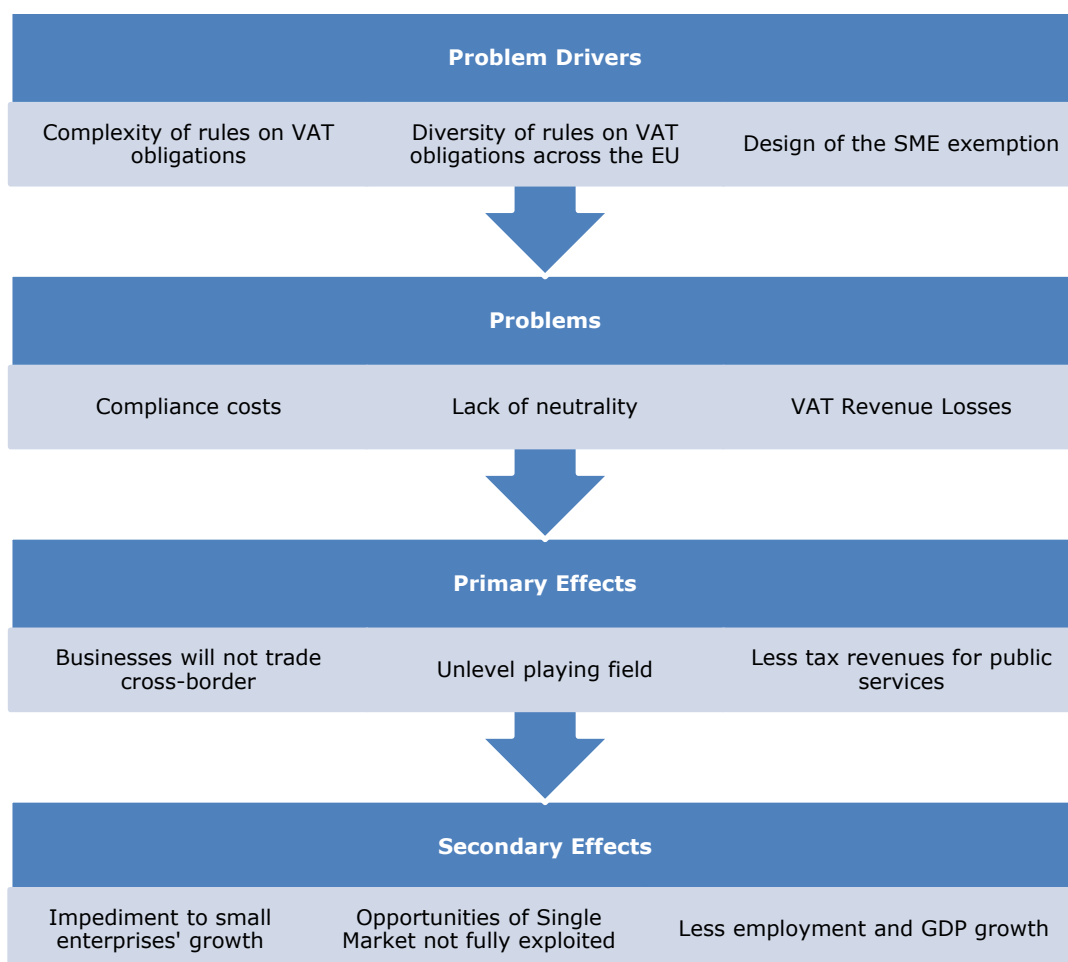 Problem Drivers
Complexity of rules on VAT
obligations
Diversity of rules on VAT
obligations across the EU
Design of the SME exemption
Problems
Compliance costs
Lack of neutrality
VAT Revenue Losses
Primary Effects
Businesses will not trade
cross-border
Unlevel playing field
Less tax revenues for public
services
Secondary Effects
Impediment to small
enterprises' growth
Opportunities of Single
Market not fully exploited
Less employment and GDP growth